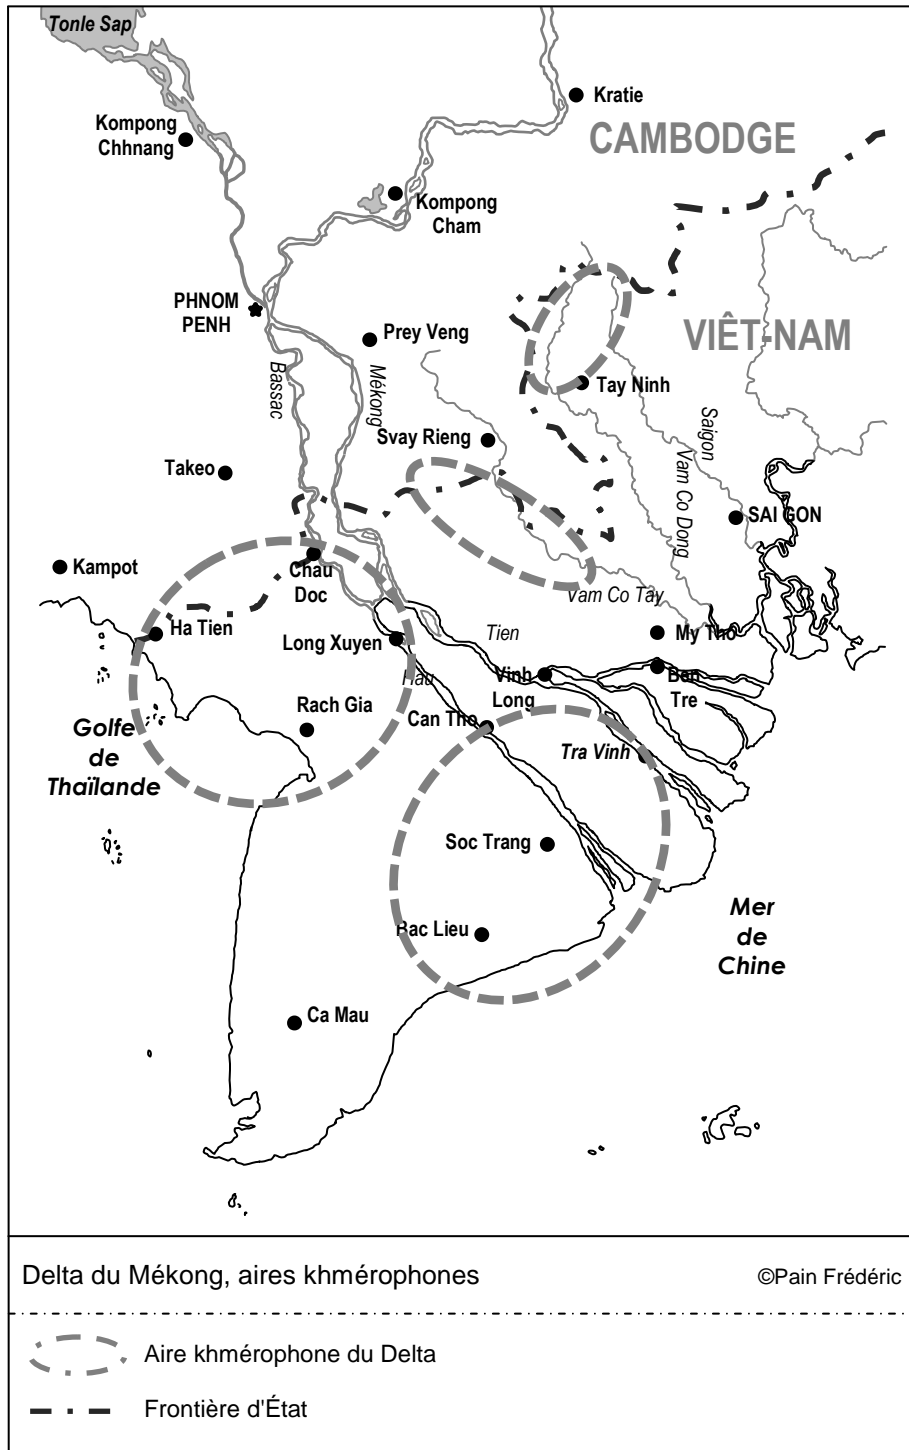 Tonle Sap
Kratie
Kompong
Chhnang
CAMBODGE
Kompong
Cham
PHNOM
PENH
Prey Veng
VIÊT-NAM
Bassac
Mékong
Tay Ninh
Saigon
Svay Rieng
Takeo
Vam Co Dong
SAI GON
Kampot
Chau
Doc
Vam Co Tay
Ha Tien
Long Xuyen
Tien
My Tho
Hau
Vinh
Long
Ben
Tre
Rach Gia
Can Tho
Golfe
de
Thaïlande
Tra Vinh
Soc Trang
Bac Lieu
Mer
de
Chine
Ca Mau
Delta du Mékong, aires khmérophones
©Pain Frédéric
Aire khmérophone du Delta
Frontière d'État